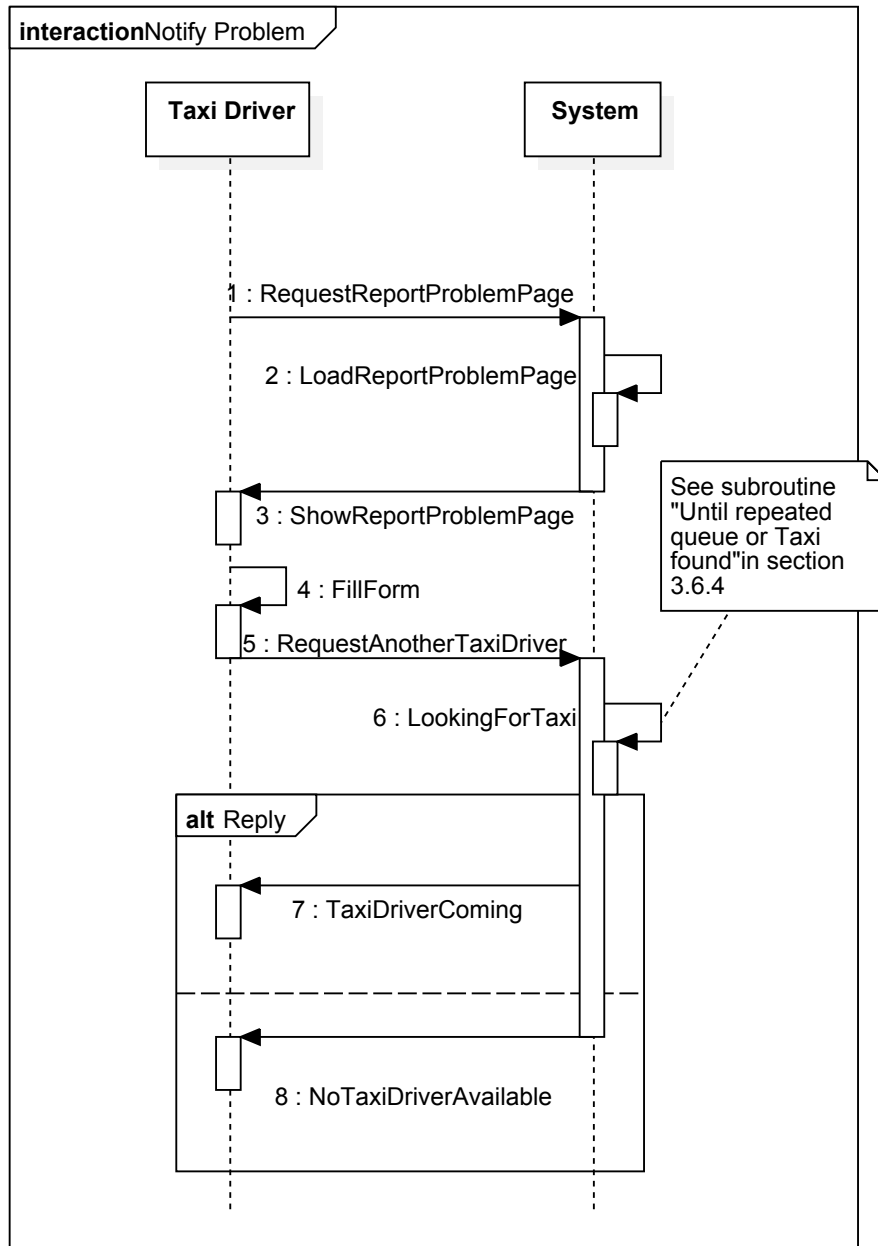 interactionNotify Problem
Taxi Driver
System
1 : RequestReportProblemPage
2 : LoadReportProblemPage
3 : ShowReportProblemPage
See subroutine
"Until repeated
queue or Taxi
found"in section
3.6.4
4 : FillForm
5 : RequestAnotherTaxiDriver
6 : LookingForTaxi
alt Reply
7 : TaxiDriverComing
8 : NoTaxiDriverAvailable